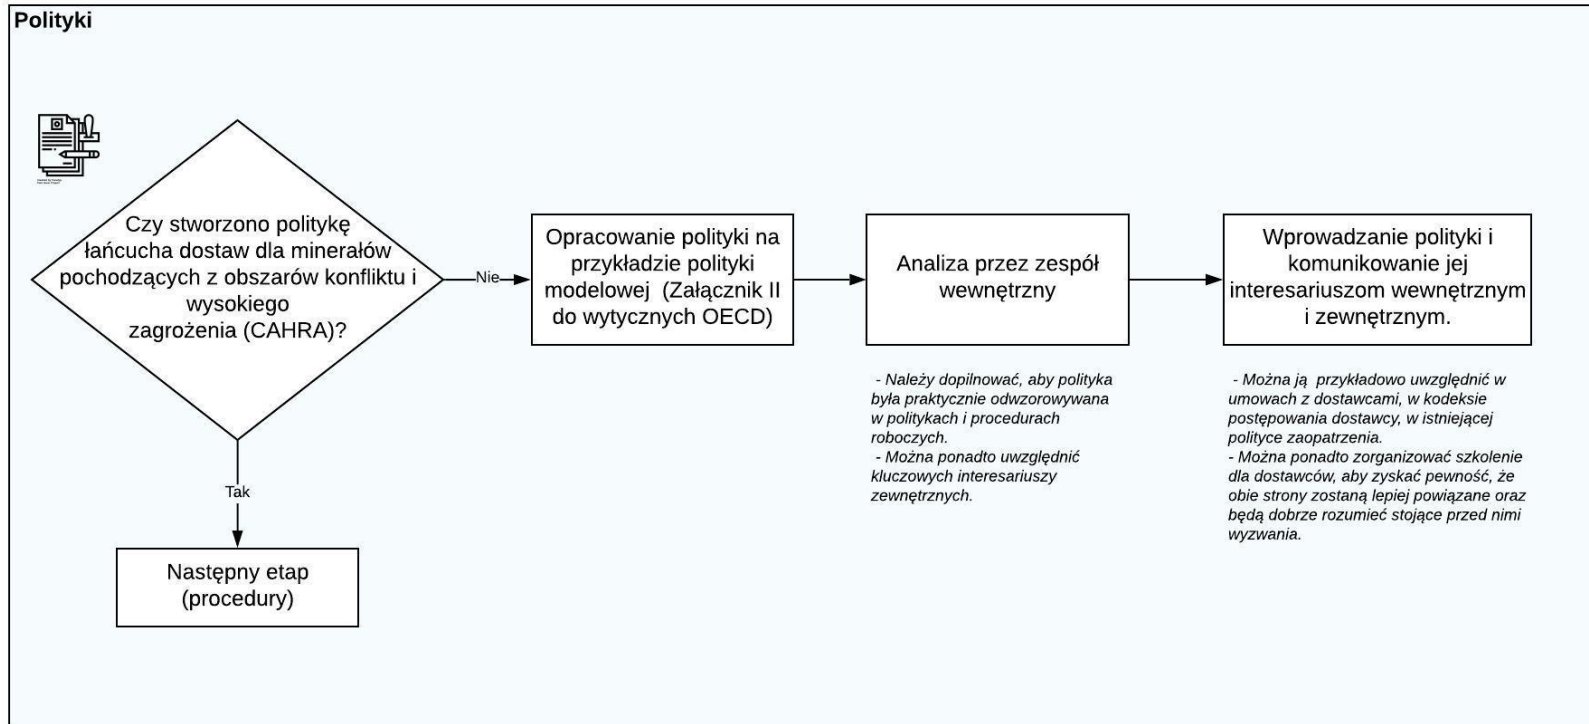 Polityki
Czy stworzono politykę
łańcucha dostaw dla minerałów
pochodzących z obszarów konfliktu i
wysokiego
zagrożenia (CAHRA)?
Nie
Opracowanie polityki na
przykładzie polityki
modelowej (Załącznik II
do wytycznych OECD)
Analiza przez zespół
wewnętrzny
Wprowadzanie polityki i
komunikowanie jej
interesariuszom wewnętrznym
i zewnętrznym.
- Należy dopilnować, aby polityka
była praktycznie odwzorowywana
w politykach i procedurach
roboczych.
- Można ponadto uwzględnić
kluczowych interesariuszy
zewnętrznych.
- Można ją przykładowo uwzględnić w
umowach z dostawcami, w kodeksie
postępowania dostawcy, w istniejącej
polityce zaopatrzenia.
- Można ponadto zorganizować szkolenie
dla dostawców, aby zyskać pewność, że
obie strony zostaną lepiej powiązane oraz
będą dobrze rozumieć stojące przed nimi
wyzwania.
Tak
Następny etap
(procedury)